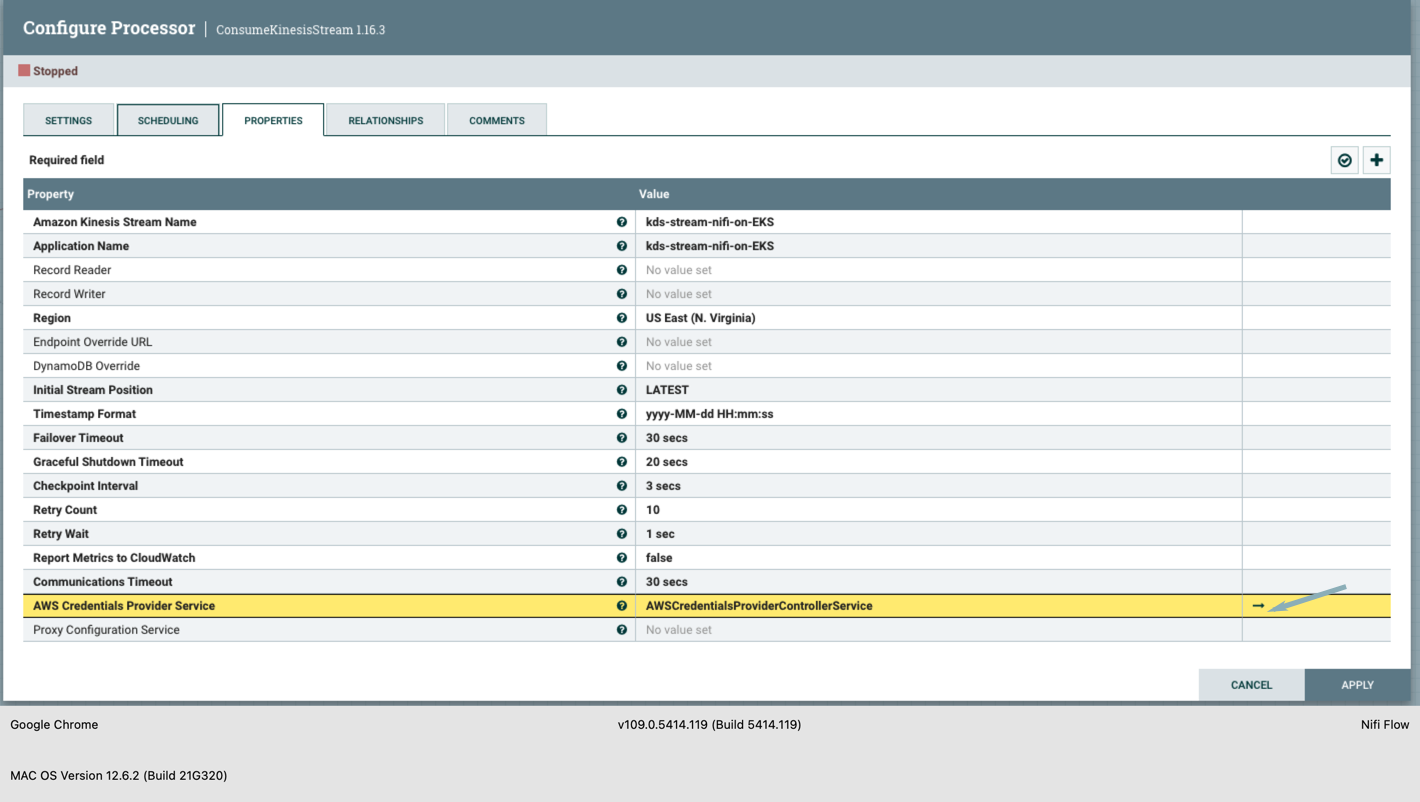 Configure Processor | ConsumeKinesisStream 1.16.3
Stopped
SETTINGS SCHEDULING PROPERTIES RELATIONSHIPS COMMENTS
Required field
Property Value
Amazon Kinesis Stream Name kds-stream-nifi-on-EKS
Application Name kds-stream-nifi-on-EKS
Record Reader No value set
Record Writer No value set
Region US East (N. Virginia)
Endpoint Override URL No value set
DynamoDB Override No value set
Initial Stream Position LATEST
Timestamp Format yyyy-MM-dd HH:mm:ss
Failover Timeout 30 secs
Graceful Shutdown Timeout 20 secs
Checkpoint Interval 3 secs
Retry Count 10
Retry Wait 1 sec
Report Metrics to CloudWatch false
Communications Timeout 30 secs
AWS Credentials Provider Service AWSCredentialsProviderControllerService
Proxy Configuration Service No value set
CANCEL APPLY
Google Chrome v109.0.5414.119 (Build 5414.119) Nifi Flow
MAC OS Version 12.6.2 (Build 21G320)